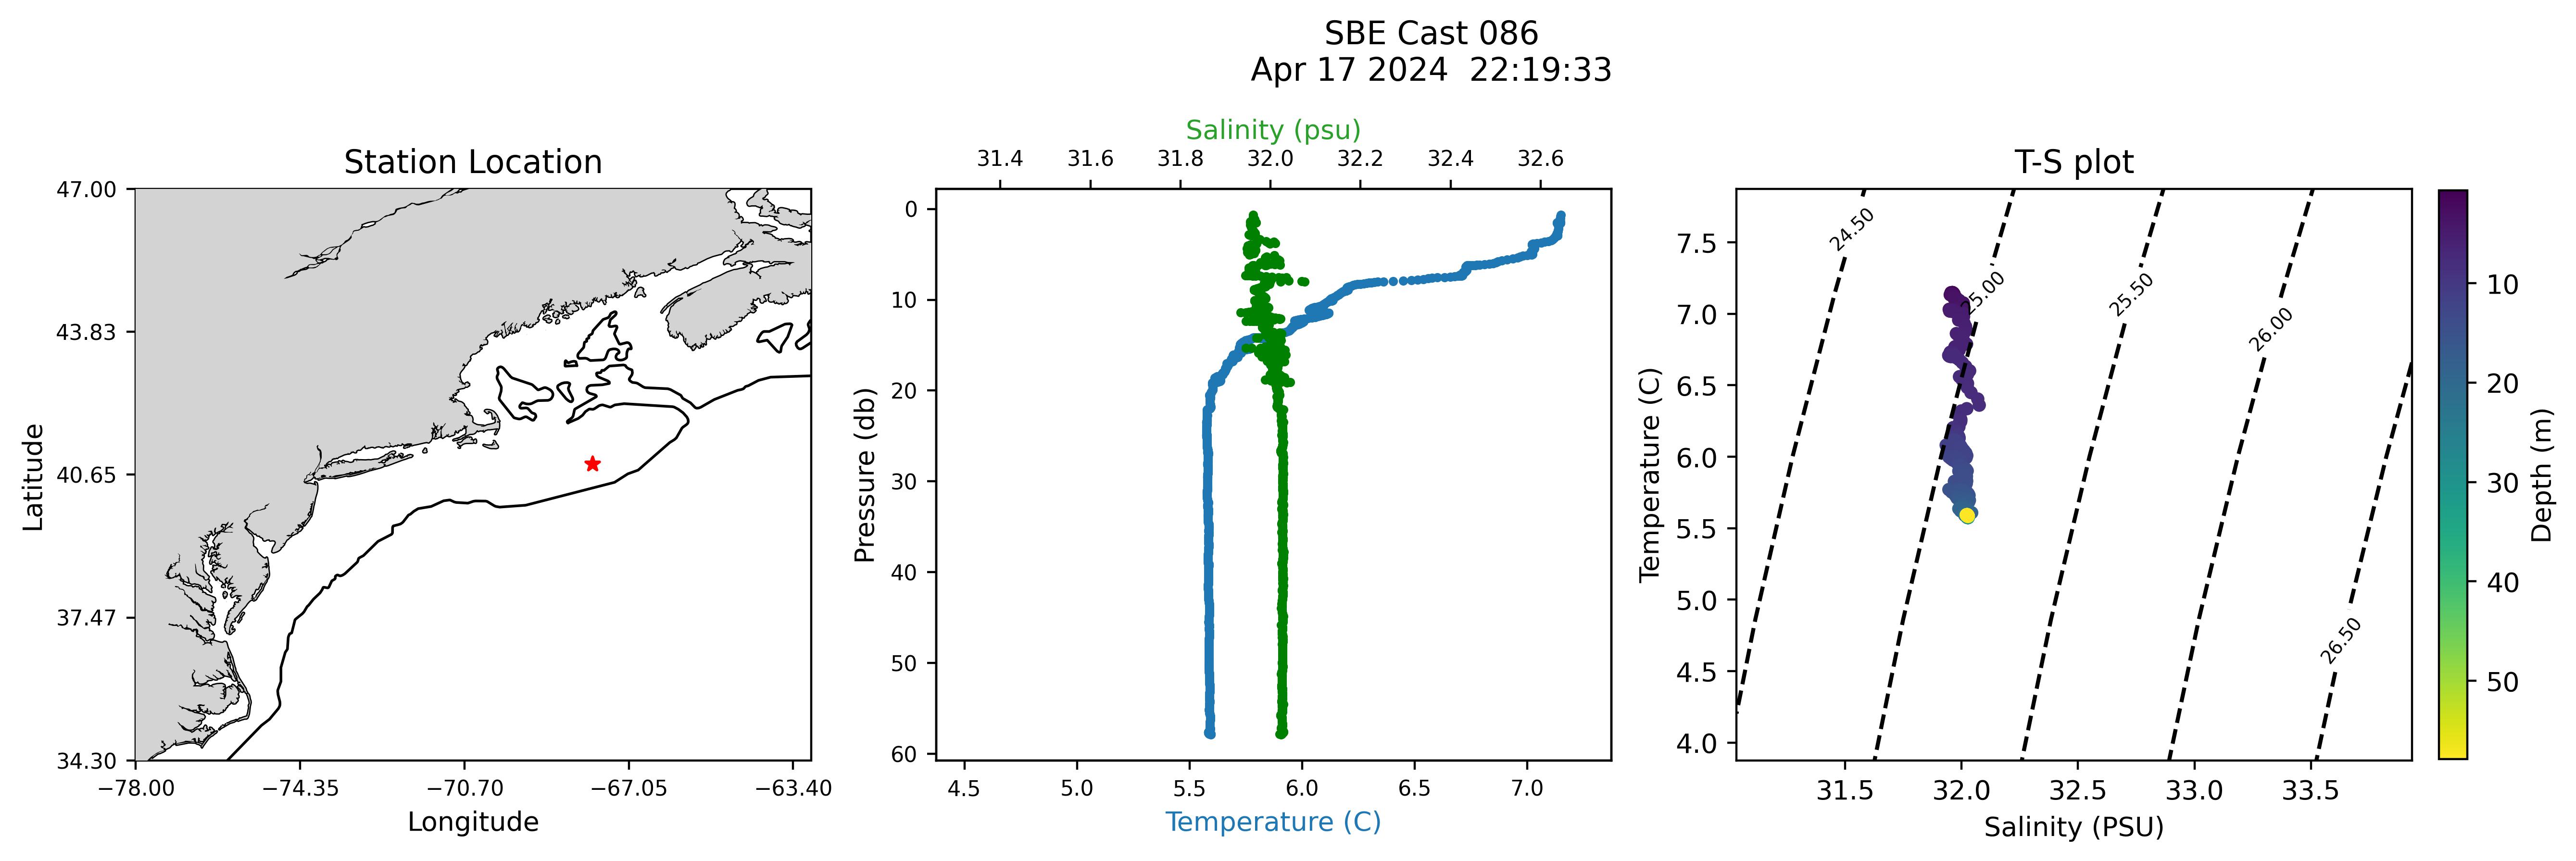 SBE Cast 086
Apr 17 2024  22:19:33
Station Location
47.00
43.83
40.65
37.47
34.30
Latitude
−78.00 −74.35 −70.70 −67.05 −63.40
Longitude
Salinity (psu)
31.4 31.6 31.8 32.0 32.2 32.4 32.6
0
10
20
30
40
50
60
Pressure (db)
4.5 5.0 5.5 6.0 6.5 7.0
Temperature (C)
T-S plot
7.5
7.0
6.5
6.0
5.5
5.0
4.5
4.0
Temperature (C)
24.50
25.00
25.50
26.00
26.50
31.5 32.0 32.5 33.0 33.5
Salinity (PSU)
10
20
30
40
50
Depth (m)